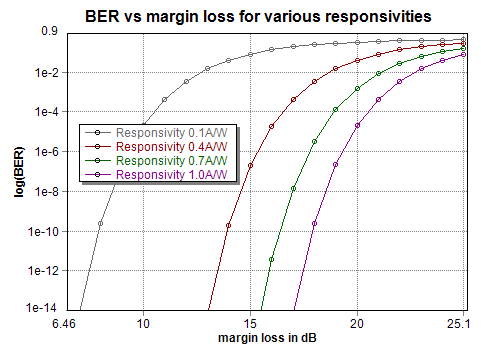 BER vs margin loss for various responsivities
0.9
1e-2
1e-4
1e-6
1e-8
1e-10
1e-12
1e-14
log(BER)
Responsivity 0.1A/W
Responsivity 0.4A/W
Responsivity 0.7A/W
Responsivity 1.0A/W
6.46 10 15 20 25.1
margin loss in dB